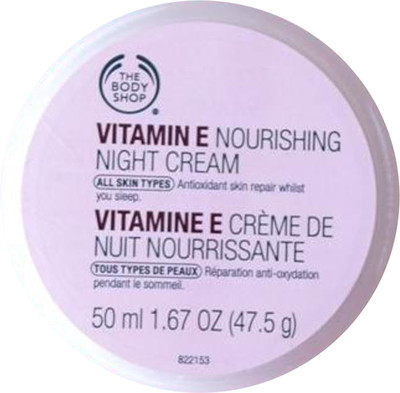 THE
BODY
SHOP
®
VITAMIN E NOURISHING
NIGHT CREAM
ALL SKIN TYPES Antioxidant skin repair whilst
you sleep.
VITAMINE E CRÈME DE
NUIT NOURRISSANTE
TOUS TYPES DE PEAUX Réparation anti-oxydation
pendant le sommeil.
50 ml 1.67 OZ (47.5 g)
822153